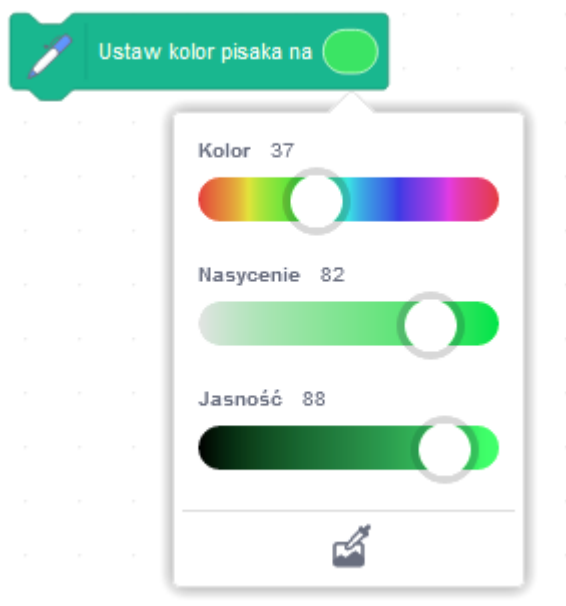 Ustaw kolor pisaka na
Kolor 37
Nasycenie 82
Jasność 88